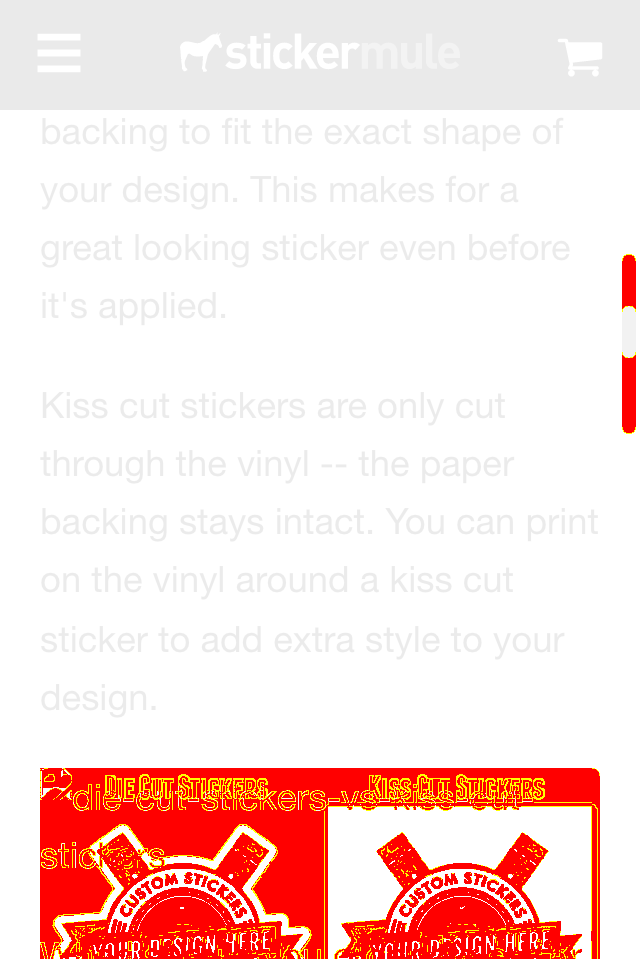 stickermule
backing to fit the exact shape of
your design. This makes for a
great looking sticker even before
it's applied.
Kiss cut stickers are only cut
through the vinyl -- the paper
backing stays intact. You can print
on the vinyl around a kiss cut
sticker to add extra style to your
design.
DIE CUT STICKERS KISS-CUT STICKERS
die-cut-stickers-vs-kiss-cut
stickers
CUSTOM STICKERS CUSTOM STICKERS
YOUR DESIGN HERE YOUR DESIGN HERE